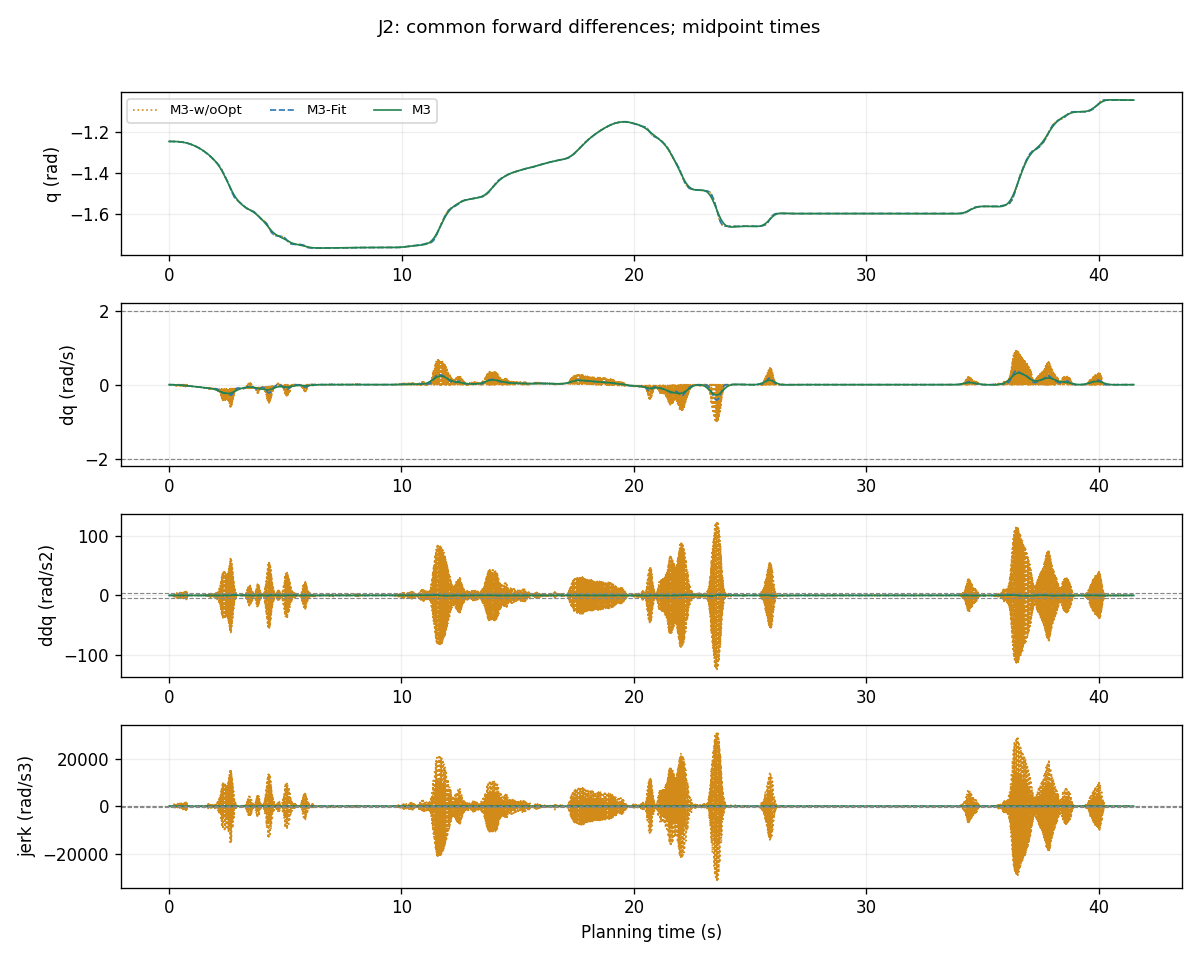 J2: common forward differences; midpoint times
M3-w/oOpt M3-Fit M3
q (rad)
−1.2
−1.4
−1.6
0 10 20 30 40
dq (rad/s)
2
0
−2
0 10 20 30 40
ddq (rad/s2)
100
0
−100
0 10 20 30 40
jerk (rad/s3)
20000
0
−20000
0 10 20 30 40
Planning time (s)